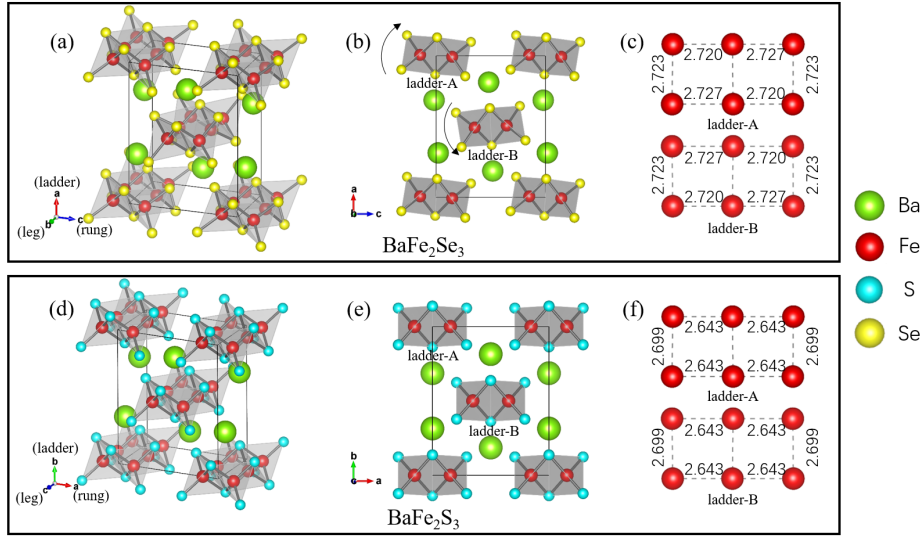 (a)
(ladder)
a
b
c
(leg)
(rung)
(b)
ladder-A
ladder-B
a
b
c
BaFe2Se3
(c)
2.723
2.720
2.727
2.723
2.727
2.720
ladder-A
2.723
2.727
2.720
2.723
2.720
2.727
ladder-B
Ba
Fe
S
Se
(d)
(ladder)
b
c
a
(leg)
(rung)
(e)
ladder-A
ladder-B
b
c
a
BaFe2S3
(f)
2.699
2.643
2.643
2.699
2.643
2.643
ladder-A
2.699
2.643
2.643
2.699
2.643
2.643
ladder-B